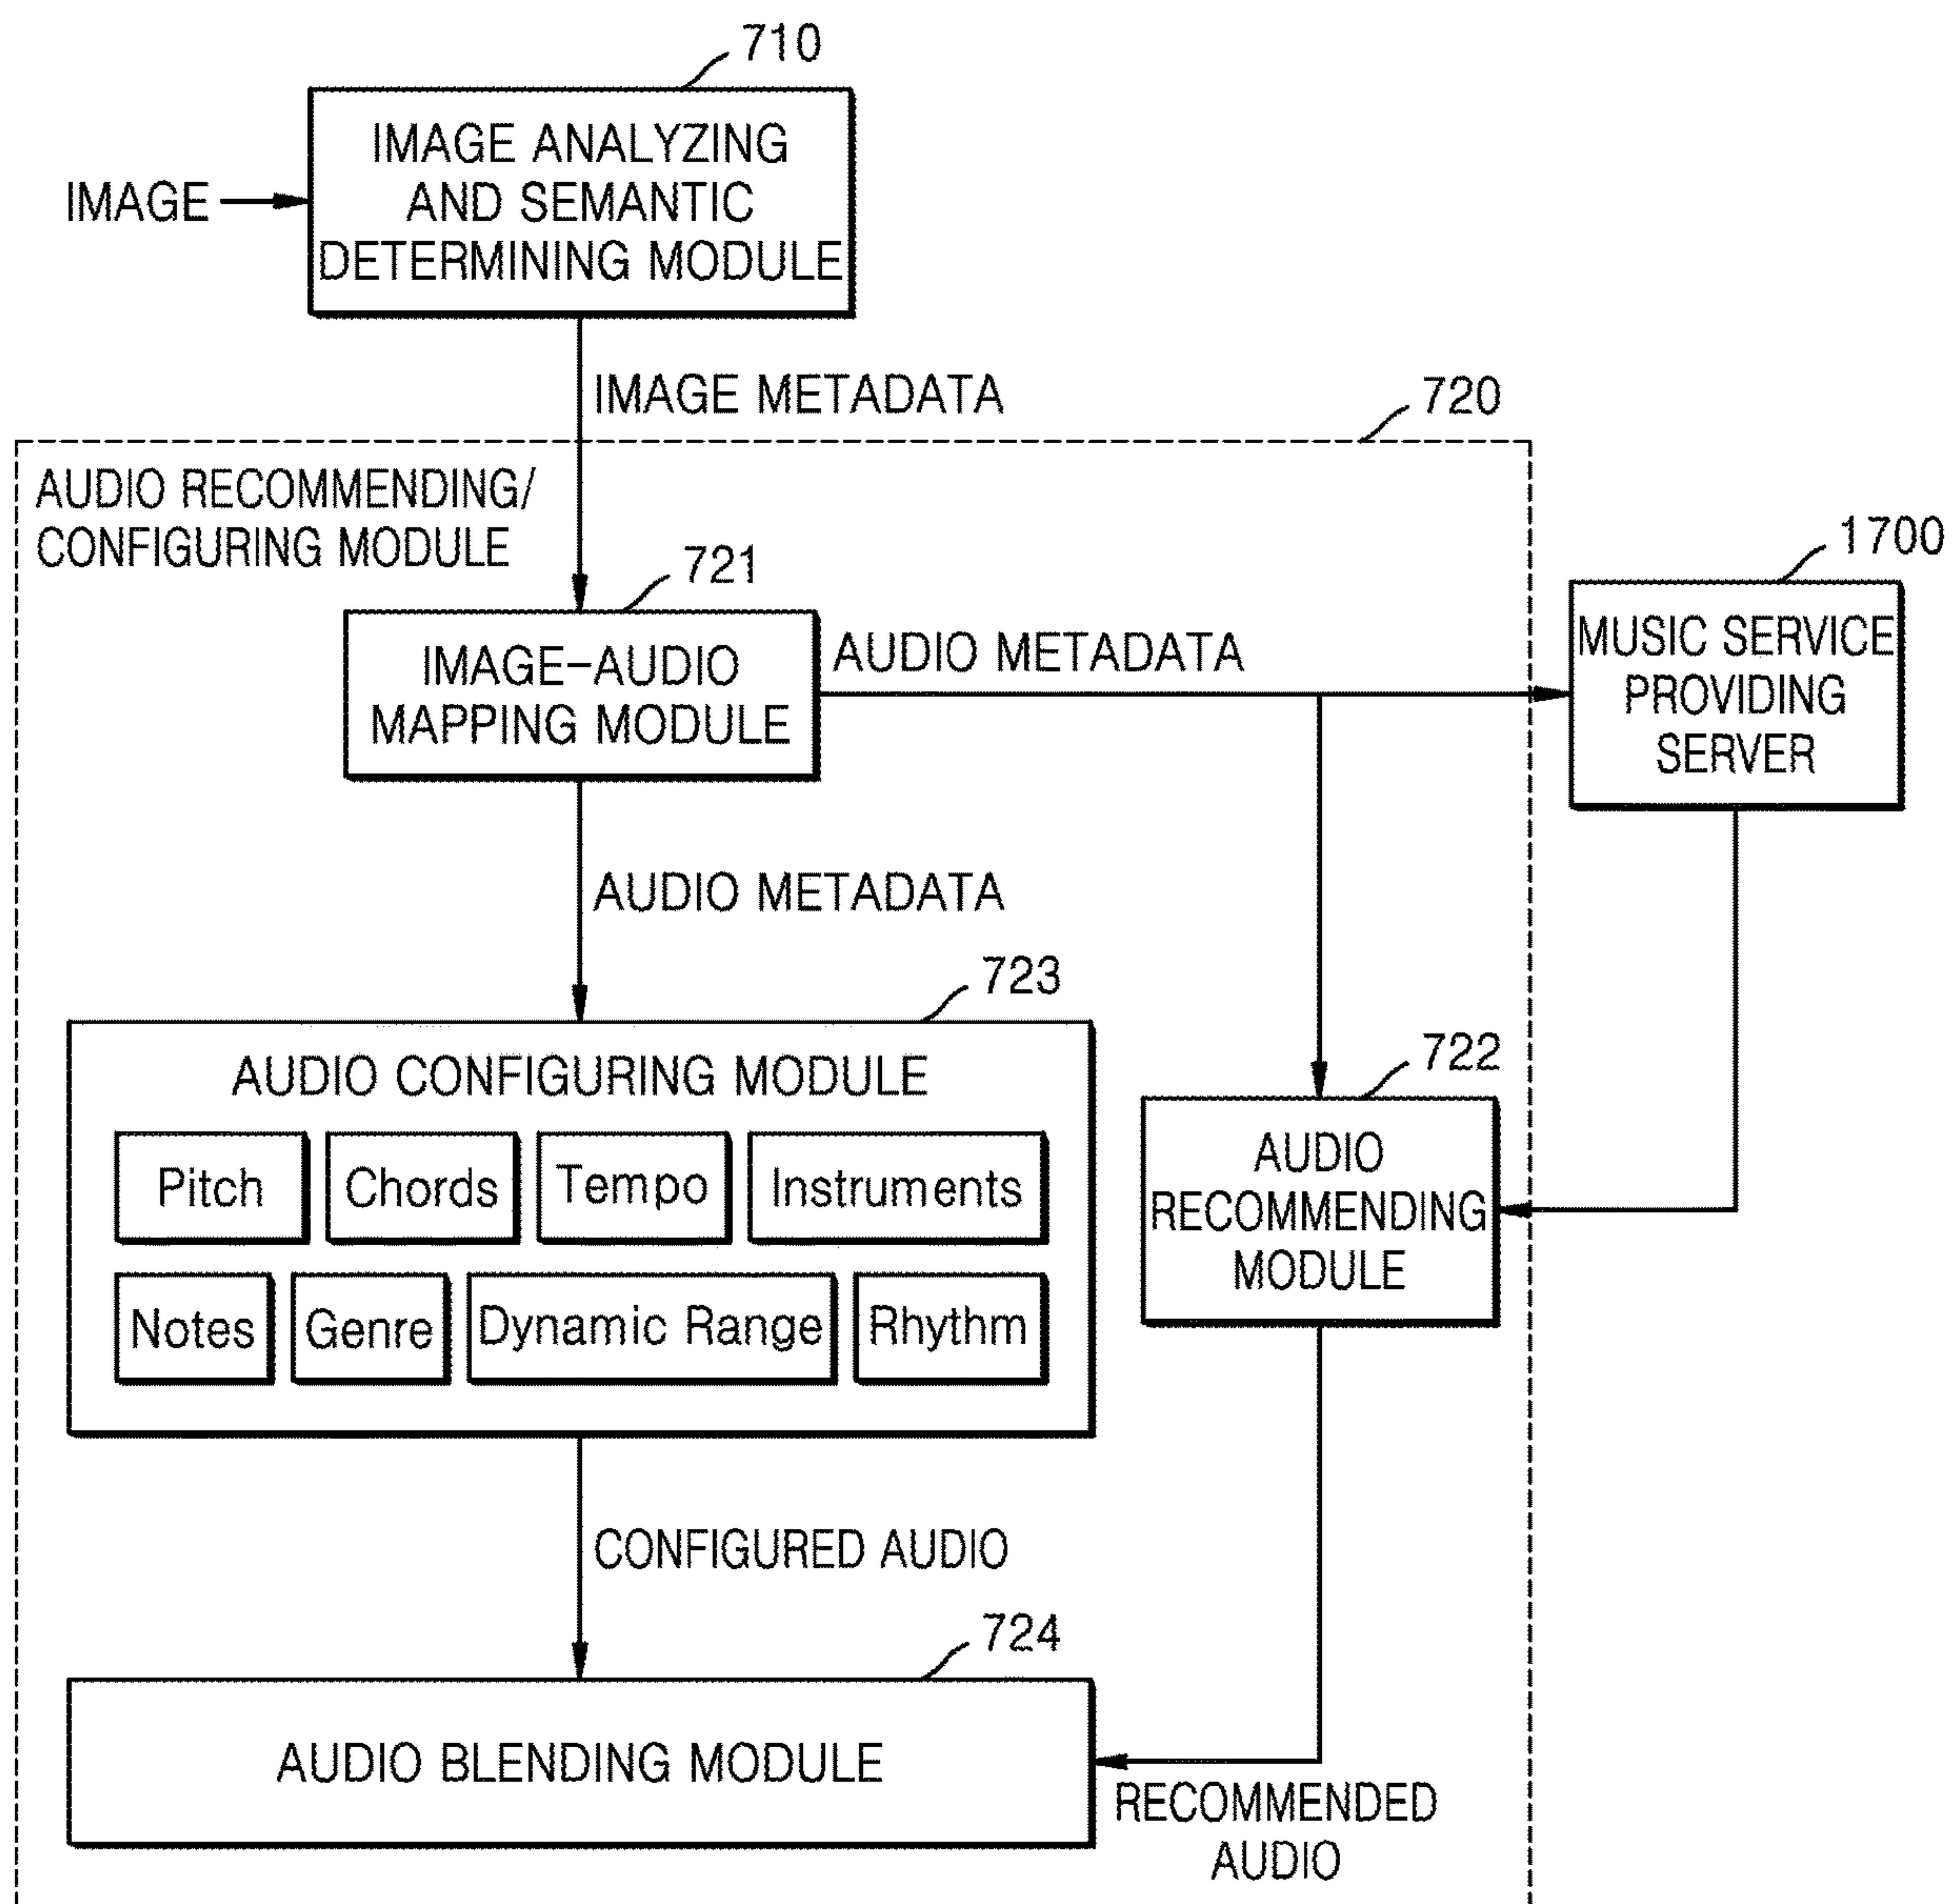 710
IMAGE ANALYZING
AND SEMANTIC
DETERMINING MODULE
IMAGE
IMAGE METADATA
720
AUDIO RECOMMENDING/
CONFIGURING MODULE
721
1700
IMAGE-AUDIO
MAPPING MODULE
AUDIO METADATA
MUSIC SERVICE
PROVIDING
SERVER
AUDIO METADATA
723
AUDIO CONFIGURING MODULE
Pitch
Chords
Tempo
Instruments
Notes
Genre
Dynamic Range
Rhythm
722
AUDIO
RECOMMENDING
MODULE
CONFIGURED AUDIO
724
AUDIO BLENDING MODULE
RECOMMENDED
AUDIO